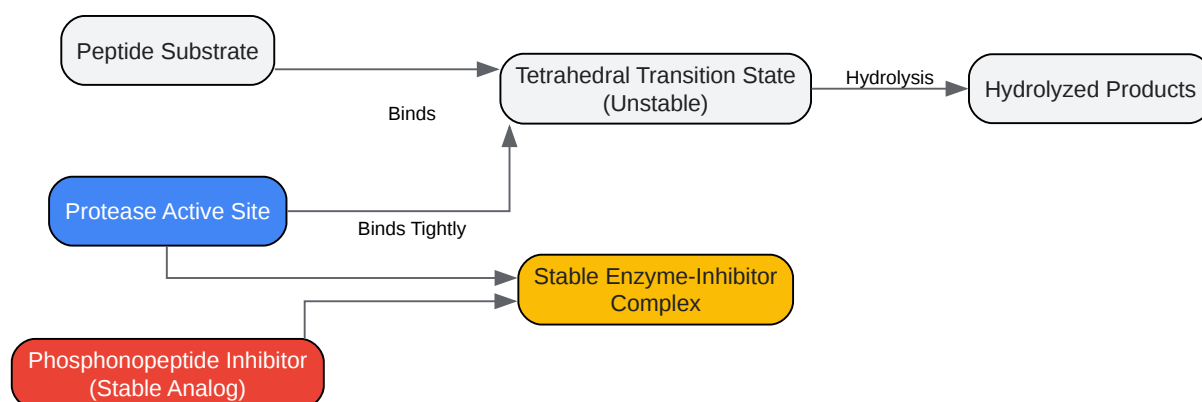 Peptide Substrate
Tetrahedral Transition State
(Unstable)
Hydrolysis
Hydrolyzed Products
Binds
Protease Active Site
Binds Tightly
Stable Enzyme-Inhibitor
Complex
Phosphonopeptide Inhibitor
(Stable Analog)